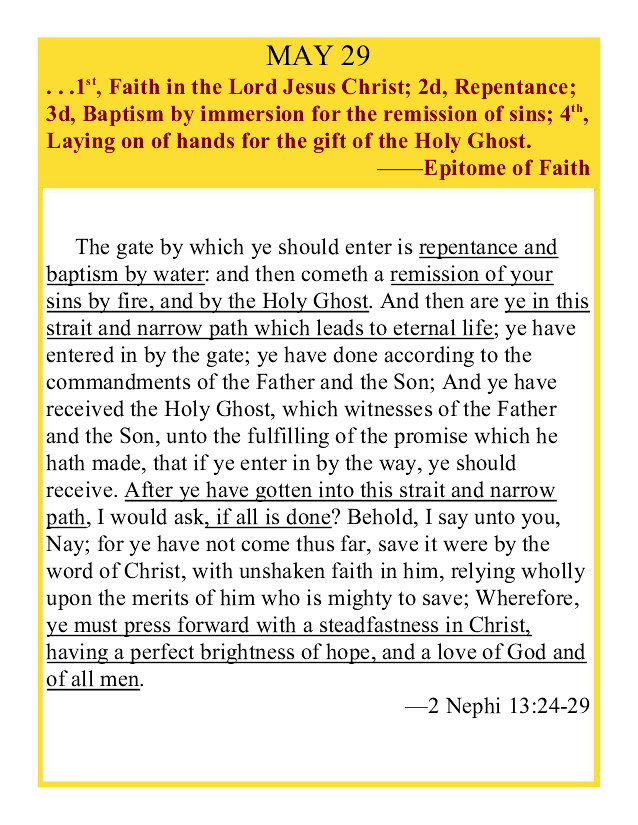 MAY 29
. . .1st, Faith in the Lord Jesus Christ; 2d, Repentance;
3d, Baptism by immersion for the remission of sins; 4th,
Laying on of hands for the gift of the Holy Ghost.
——Epitome of Faith
The gate by which ye should enter is repentance and
baptism by water: and then cometh a remission of your
sins by fire, and by the Holy Ghost. And then are ye in this
strait and narrow path which leads to eternal life; ye have
entered in by the gate; ye have done according to the
commandments of the Father and the Son; And ye have
received the Holy Ghost, which witnesses of the Father
and the Son, unto the fulfilling of the promise which he
hath made, that if ye enter in by the way, ye should
receive. After ye have gotten into this strait and narrow
path, I would ask, if all is done? Behold, I say unto you,
Nay; for ye have not come thus far, save it were by the
word of Christ, with unshaken faith in him, relying wholly
upon the merits of him who is mighty to save; Wherefore,
ye must press forward with a steadfastness in Christ,
having a perfect brightness of hope, and a love of God and
of all men.
—2 Nephi 13:24-29